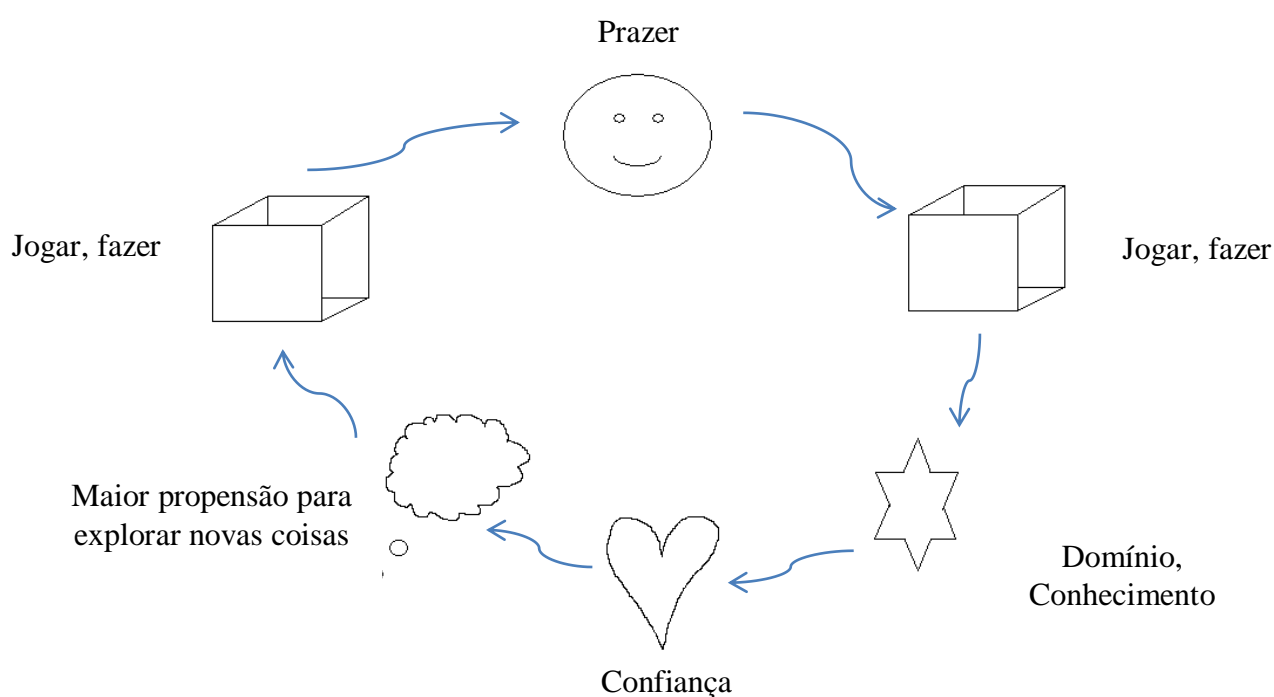 Prazer
Jogar, fazer
Jogar, fazer
Maior propensão para
explorar novas coisas
Domínio,
Conhecimento
Confiança